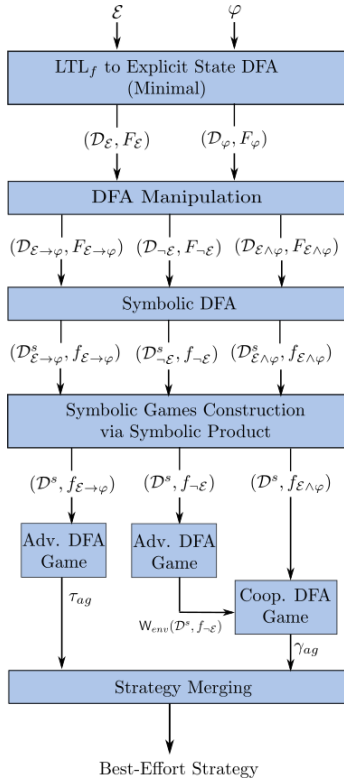 ℰ φ
LTL_f to Explicit State DFA
(Minimal)
(𝒟_ℰ, F_ℰ) (𝒟_φ, F_φ)
DFA Manipulation
(𝒟_{ℰ→φ}, F_{ℰ→φ}) (𝒟_{¬ℰ}, F_{¬ℰ}) (𝒟_{ℰ∧φ}, F_{ℰ∧φ})
Symbolic DFA
(𝒟^s_{ℰ→φ}, f_{ℰ→φ}) (𝒟^s_{¬ℰ}, f_{¬ℰ}) (𝒟^s_{ℰ∧φ}, f_{ℰ∧φ})
Symbolic Games Construction
via Symbolic Product
(𝒟^s, f_{ℰ→φ}) (𝒟^s, f_{¬ℰ}) (𝒟^s, f_{ℰ∧φ})
Adv. DFA
Game
Adv. DFA
Game
Coop. DFA
Game
τ_{ag}
W_{env}(𝒟^s, f_{¬ℰ})
γ_{ag}
Strategy Merging
Best-Effort Strategy